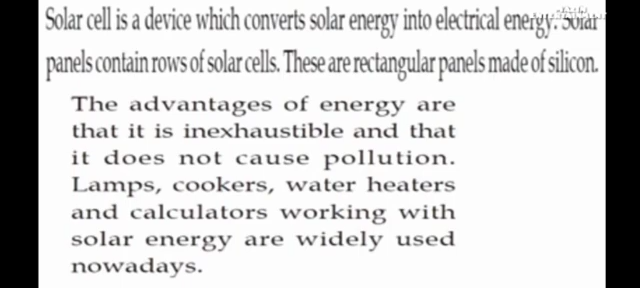 Solar cell is a device which converts solar energy into electrical energy. Solar
panels contain rows of solar cells. These are rectangular panels made of silicon.
The advantages of energy are
that it is inexhaustible and that
it does not cause pollution.
Lamps, cookers, water heaters
and calculators working with
solar energy are widely used
nowadays.